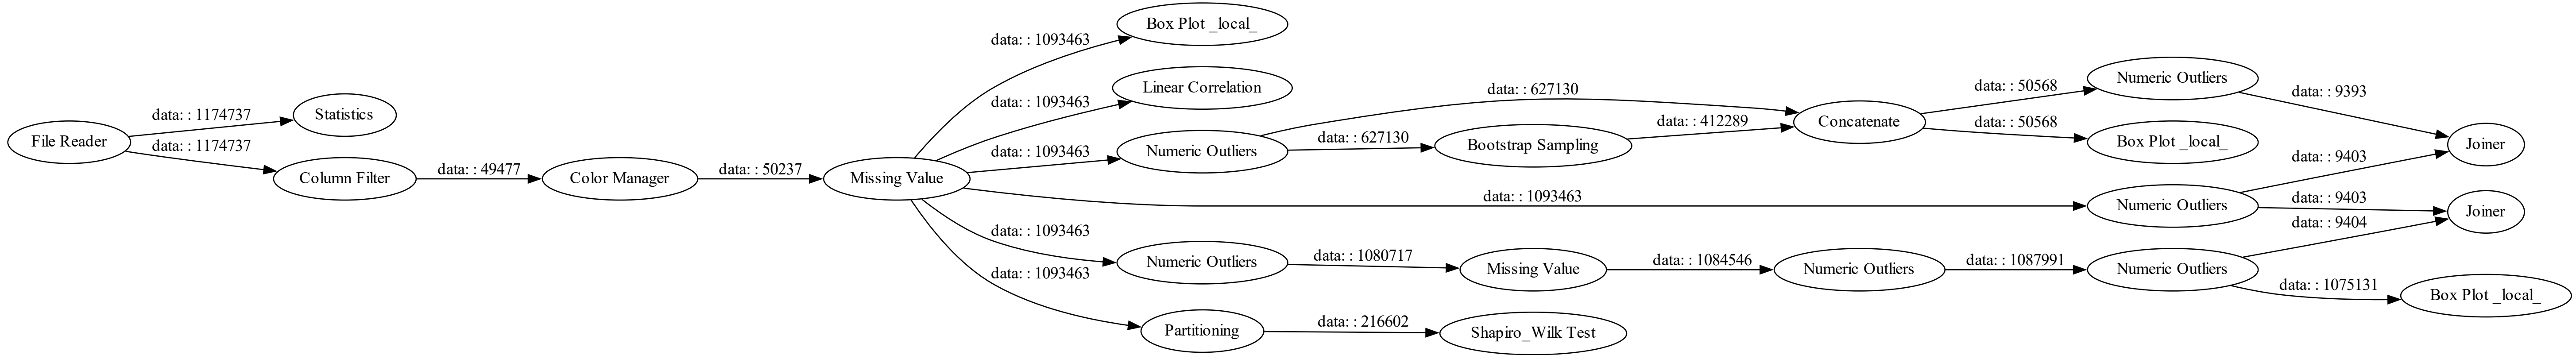 File Reader
data: : 1174737
data: : 1174737
Statistics
Column Filter
data: : 49477
Color Manager
data: : 50237
Missing Value
data: : 1093463
data: : 1093463
data: : 1093463
data: : 1093463
data: : 1093463
data: : 1093463
Box Plot _local_
Linear Correlation
Numeric Outliers
data: : 627130
data: : 627130
Bootstrap Sampling
data: : 412289
Concatenate
data: : 50568
data: : 50568
Numeric Outliers
Box Plot _local_
data: : 9393
Numeric Outliers
data: : 9403
data: : 9403
Joiner
Joiner
Numeric Outliers
data: : 1080717
Missing Value
data: : 1084546
Numeric Outliers
data: : 1087991
Numeric Outliers
data: : 9404
data: : 1075131
Box Plot _local_
Partitioning
data: : 216602
Shapiro_Wilk Test